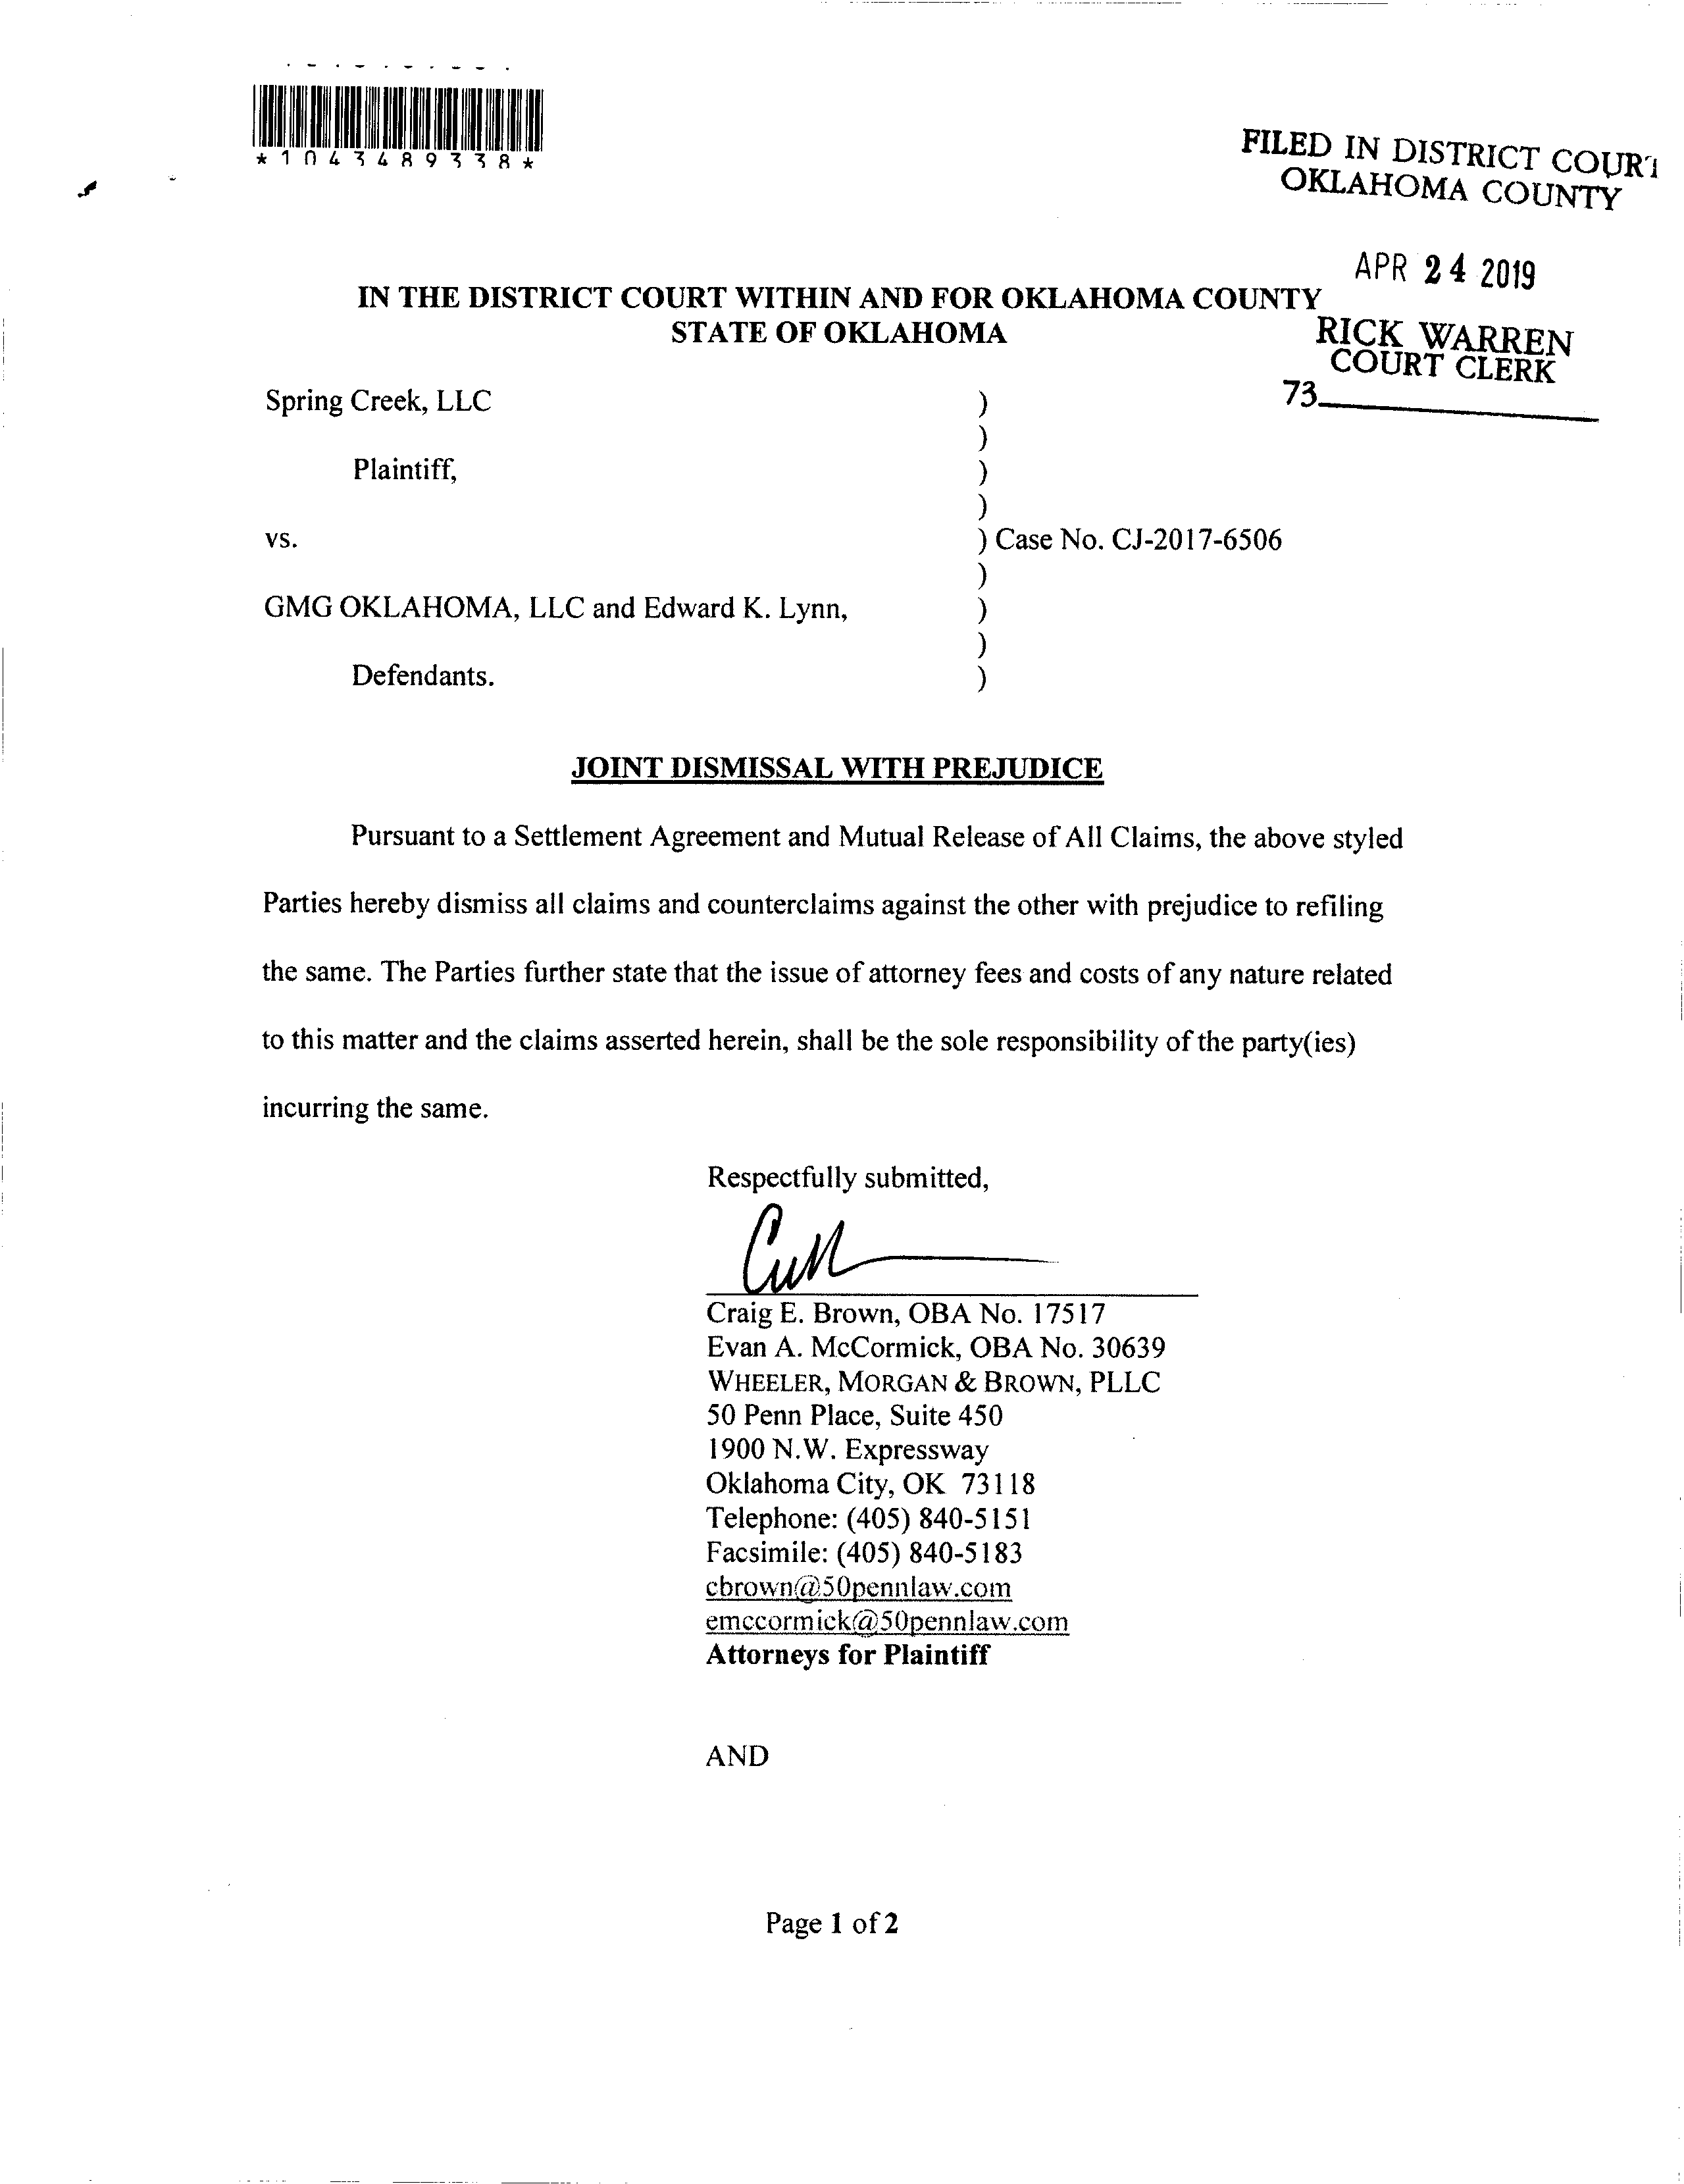 *1043489338*
FILED IN DISTRICT COURT
OKLAHOMA COUNTY
APR 24 2019
RICK WARREN
COURT CLERK
73
IN THE DISTRICT COURT WITHIN AND FOR OKLAHOMA COUNTY
STATE OF OKLAHOMA
Spring Creek, LLC )
)
Plaintiff, )
)
vs. ) Case No. CJ-2017-6506
)
GMG OKLAHOMA, LLC and Edward K. Lynn, )
)
Defendants. )
JOINT DISMISSAL WITH PREJUDICE
Pursuant to a Settlement Agreement and Mutual Release of All Claims, the above styled
Parties hereby dismiss all claims and counterclaims against the other with prejudice to refiling
the same. The Parties further state that the issue of attorney fees and costs of any nature related
to this matter and the claims asserted herein, shall be the sole responsibility of the party(ies)
incurring the same.
Respectfully submitted,
Craig E. Brown, OBA No. 17517
Evan A. McCormick, OBA No. 30639
WHEELER, MORGAN & BROWN, PLLC
50 Penn Place, Suite 450
1900 N.W. Expressway
Oklahoma City, OK 73118
Telephone: (405) 840-5151
Facsimile: (405) 840-5183
cbrown@50pennlaw.com
emccormick@50pennlaw.com
Attorneys for Plaintiff
AND
Page 1 of 2